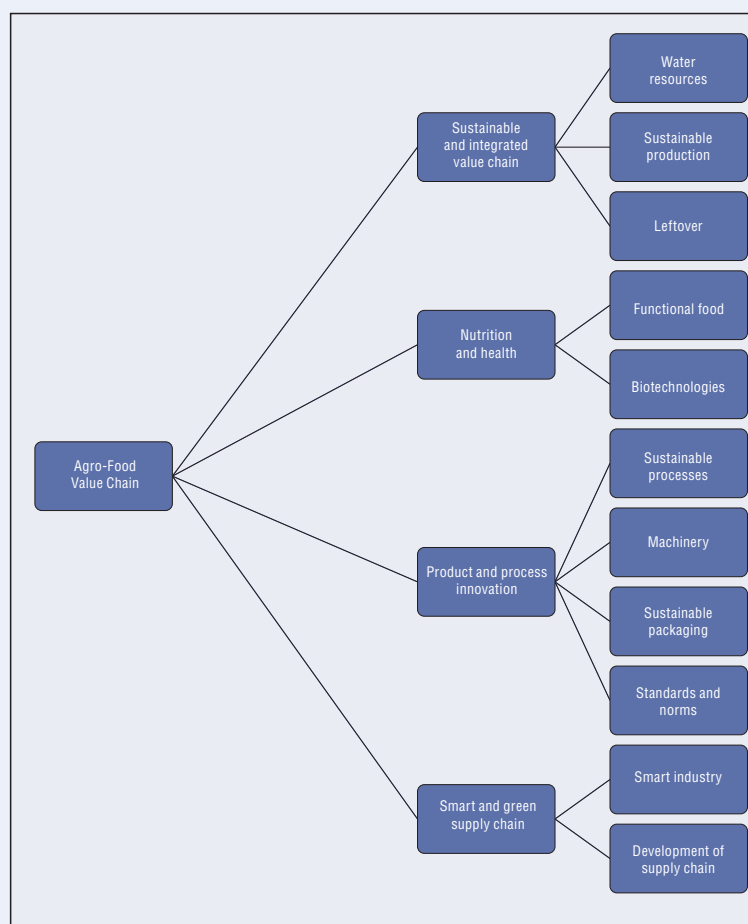 Water
resources
Sustainable
and integrated
value chain
Sustainable
production
Leftover
Functional food
Nutrition
and health
Biotechnologies
Agro-Food
Value Chain
Sustainable
processes
Machinery
Product and process
innovation
Sustainable
packaging
Standards and
norms
Smart industry
Smart and green
supply chain
Development of
supply chain